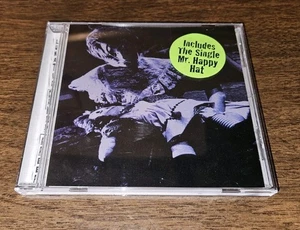 Includes
The Single
Mr. Happy
Hat